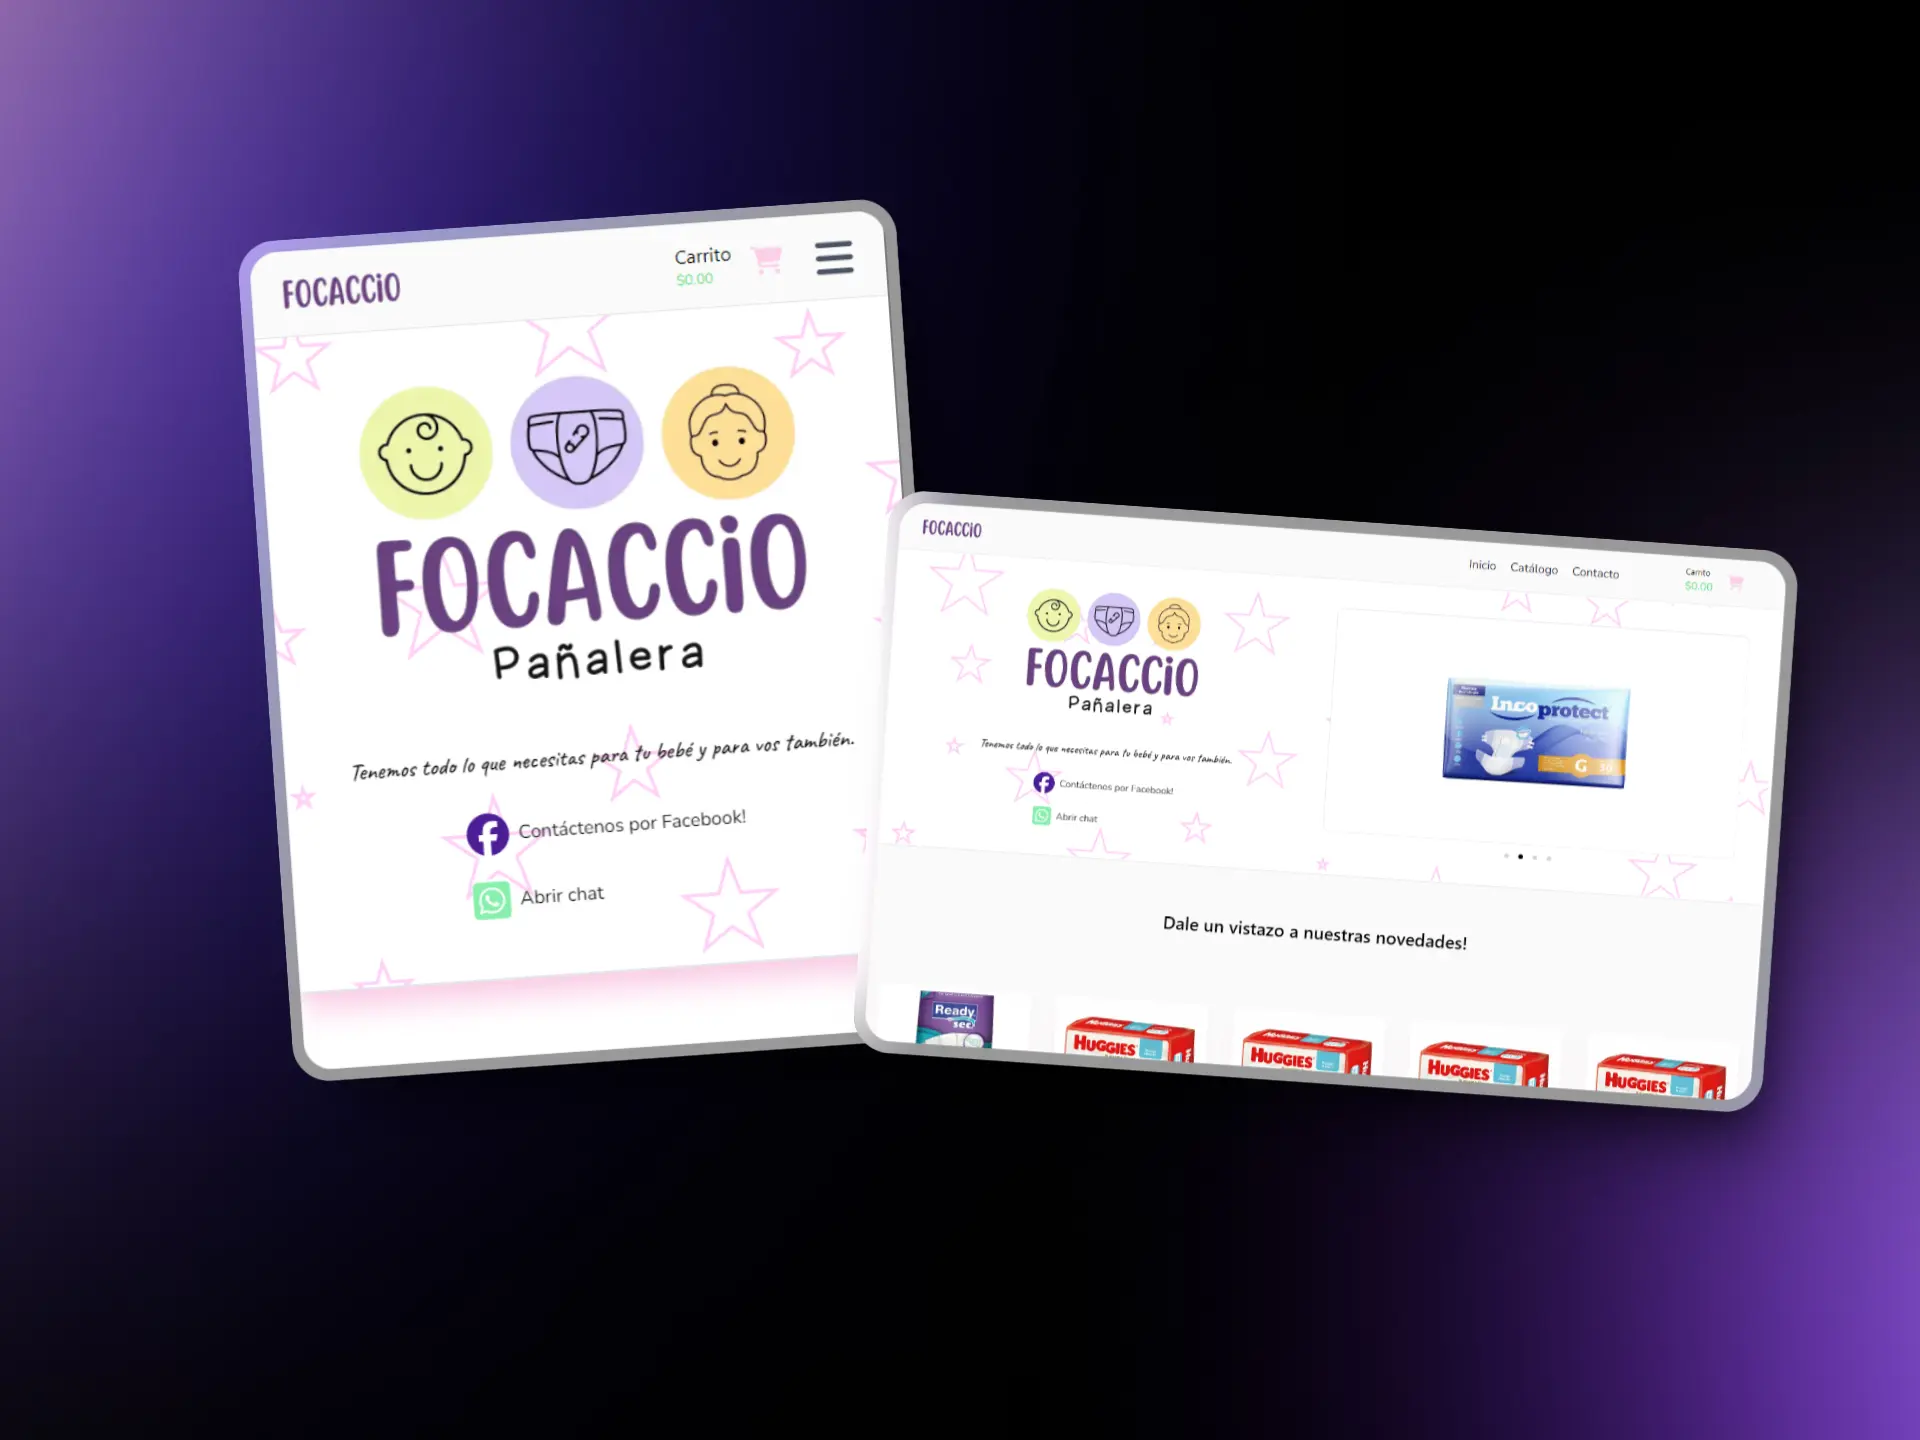 FOCACCiO
Carrito
$0.00
FOCACCiO
Pañalera
Tenemos todo lo que necesitas para tu bebé y para vos también.
Contáctenos por Facebook!
Abrir chat
FOCACCiO
Inicio Catálogo Contacto
Carrito
$0.00
FOCACCiO
Pañalera
Tenemos todo lo que necesitas para tu bebé y para vos también.
Contáctenos por Facebook!
Abrir chat
Incoprotect
G
Dale un vistazo a nuestras novedades!
Ready
sec
HUGGIES
HUGGIES
HUGGIES
HUGGIES